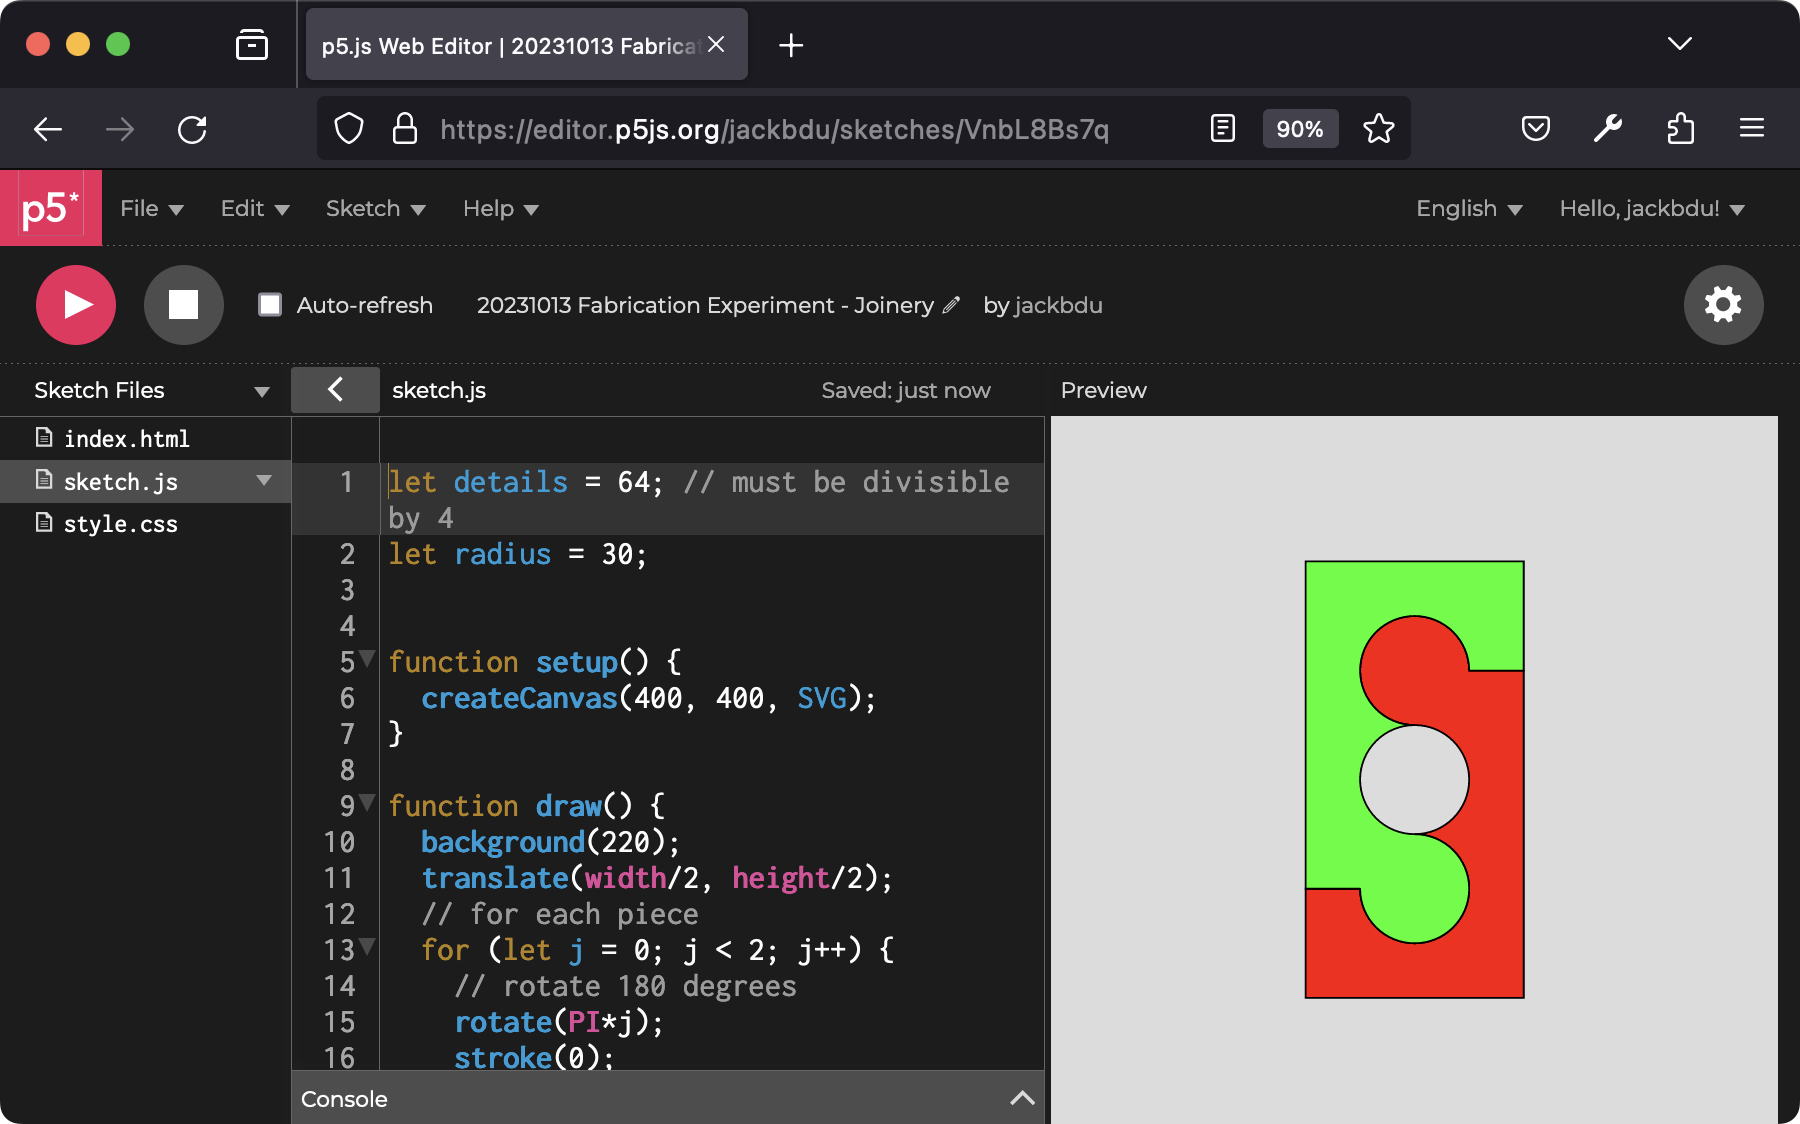 p5.js Web Editor | 20231013 Fabrica
https://editor.p5js.org/jackbdu/sketches/VnbL8Bs7q
90%
p5*
File
Edit
Sketch
Help
English
Hello, jackbdu!
Auto-refresh
20231013 Fabrication Experiment - Joinery
by jackbdu
Sketch Files
sketch.js
Saved: just now
Preview
index.html
sketch.js
style.css
1 let details = 64; // must be divisible
by 4
2 let radius = 30;
3
4
5 function setup() {
6 createCanvas(400, 400, SVG);
7 }
8
9 function draw() {
10 background(220);
11 translate(width/2, height/2);
12 // for each piece
13 for (let j = 0; j < 2; j++) {
14 // rotate 180 degrees
15 rotate(PI*j);
16 stroke(0);
Console